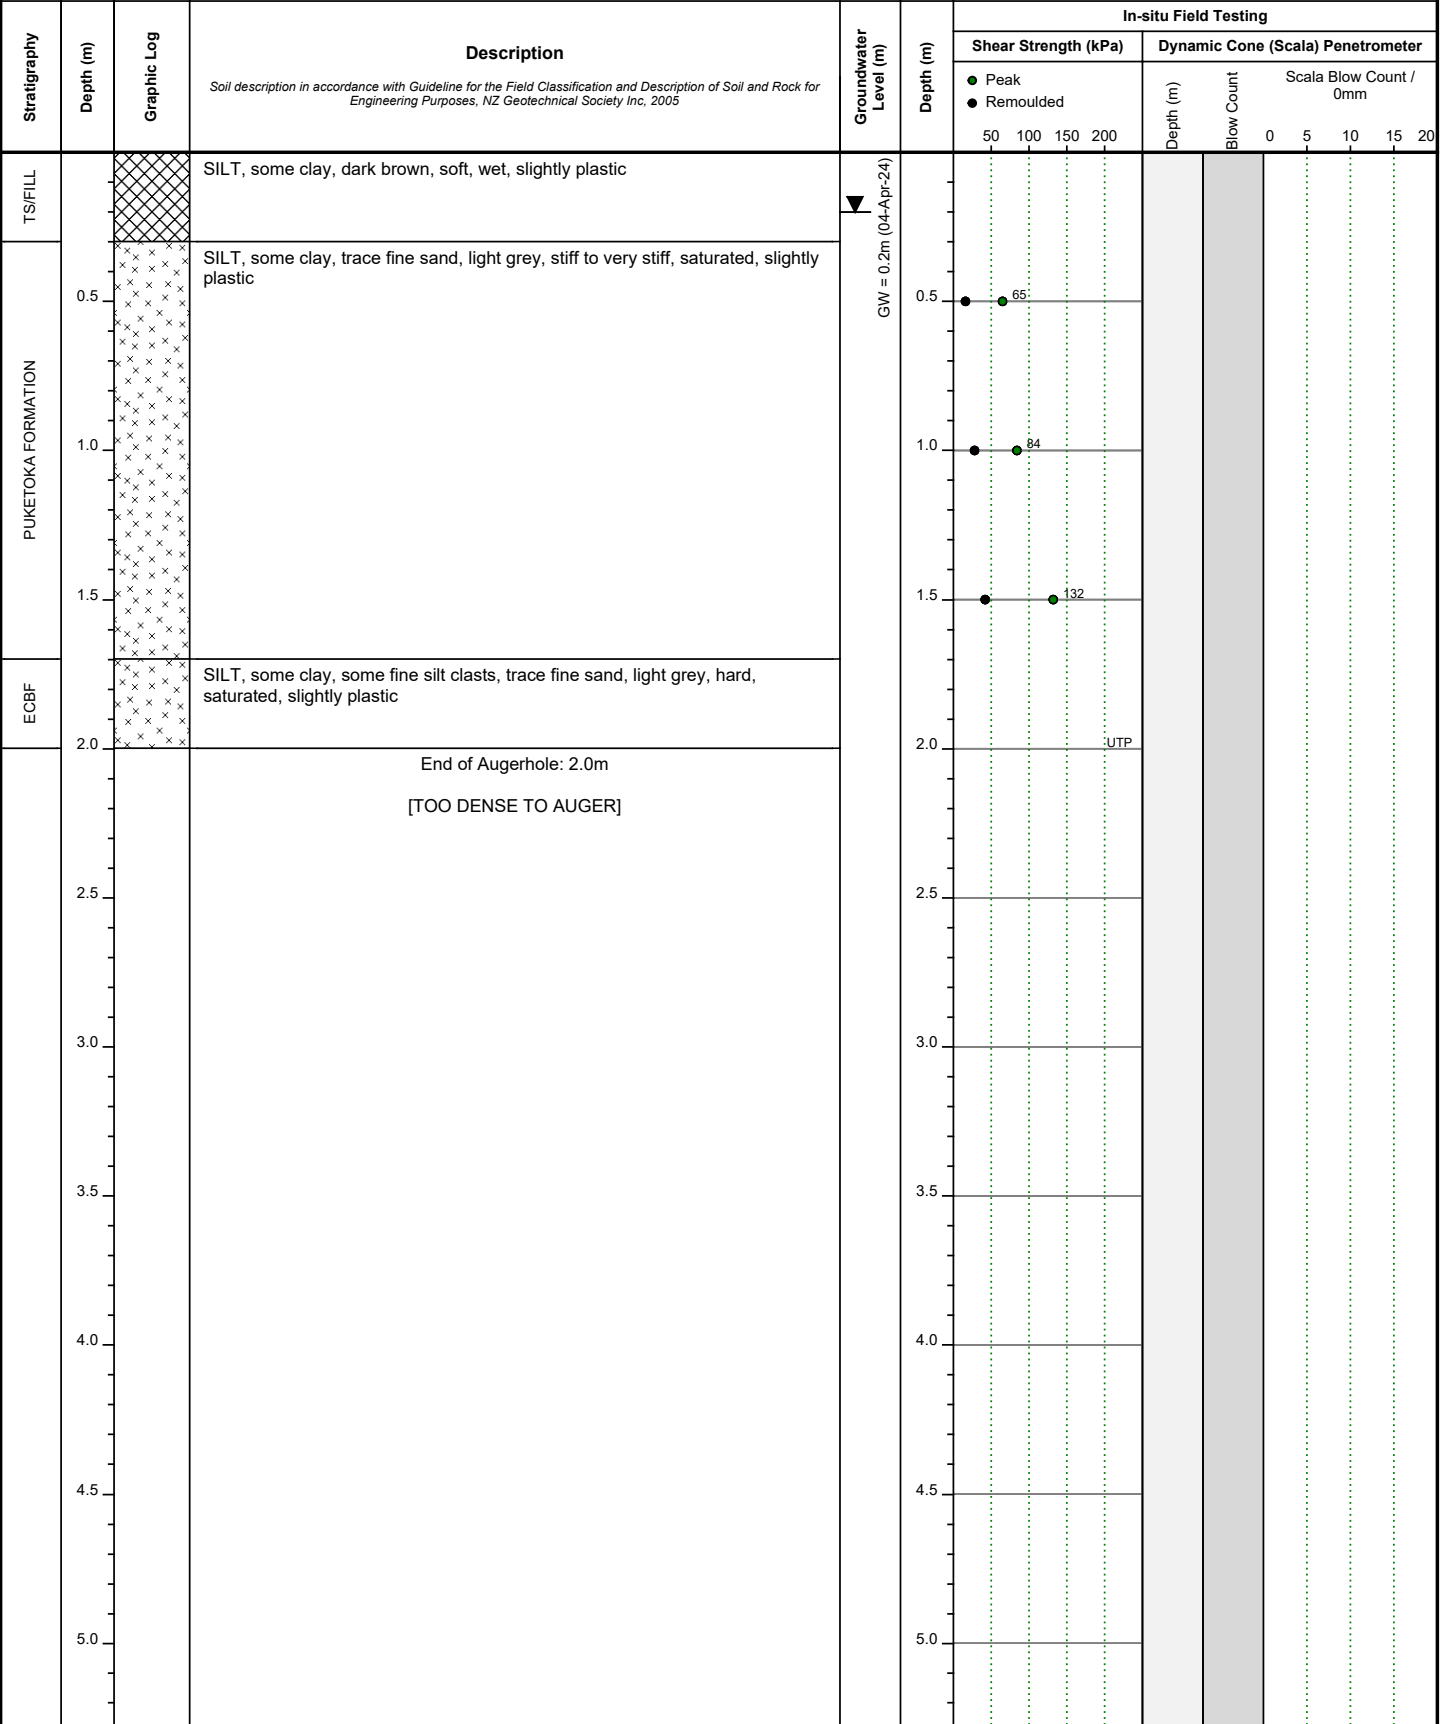 Stratigraphy
Depth (m)
Graphic Log
Description
Soil description in accordance with Guideline for the Field Classification and Description of Soil and Rock for
Engineering Purposes, NZ Geotechnical Society Inc, 2005
Groundwater
Level (m)
Depth (m)
In-situ Field Testing
Shear Strength (kPa)
Peak
Remoulded
50 100 150 200
Dynamic Cone (Scala) Penetrometer
Depth (m)
Blow Count
Scala Blow Count /
0mm
0 5 10 15 20
TS/FILL
SILT, some clay, dark brown, soft, wet, slightly plastic
GW = 0.2m (04-Apr-24)
PUKETOKA FORMATION
SILT, some clay, trace fine sand, light grey, stiff to very stiff, saturated, slightly
plastic
0.5
0.5
65
1.0
1.0
84
1.5
1.5
132
ECBF
SILT, some clay, some fine silt clasts, trace fine sand, light grey, hard,
saturated, slightly plastic
2.0
2.0
UTP
End of Augerhole: 2.0m
[TOO DENSE TO AUGER]
2.5
2.5
3.0
3.0
3.5
3.5
4.0
4.0
4.5
4.5
5.0
5.0